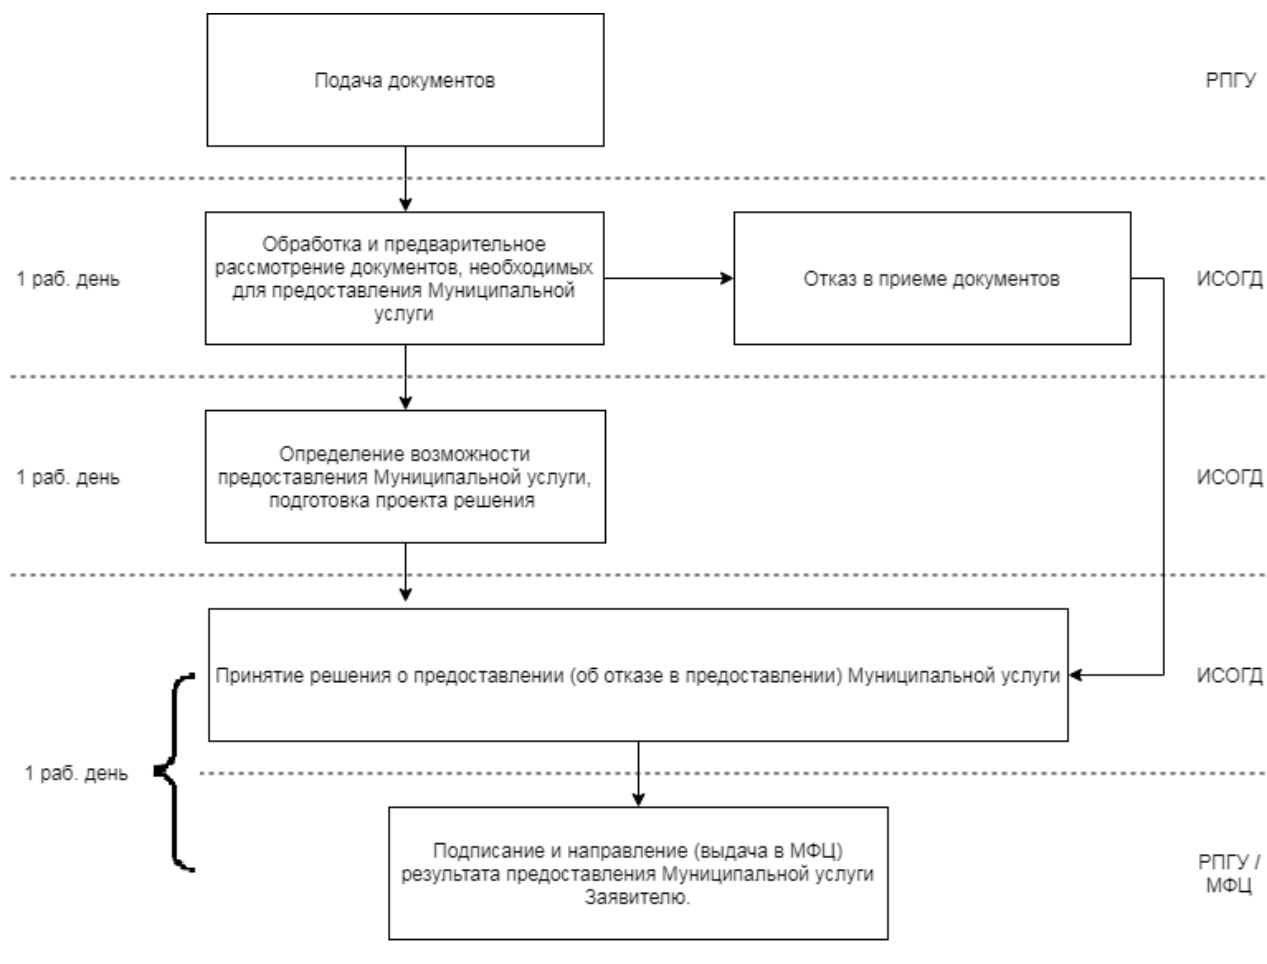 Подача документов
РПГУ
1 раб. день
Обработка и предварительное
рассмотрение документов, необходимых
для предоставления Муниципальной
услуги
Отказ в приеме документов
ИСОГД
1 раб. день
Определение возможности
предоставления Муниципальной услуги,
подготовка проекта решения
ИСОГД
Принятие решения о предоставлении (об отказе в предоставлении) Муниципальной услуги
ИСОГД
1 раб. день
Подписание и направление (выдача в МФЦ)
результата предоставления Муниципальной услуги
Заявителю.
РПГУ /
МФЦ